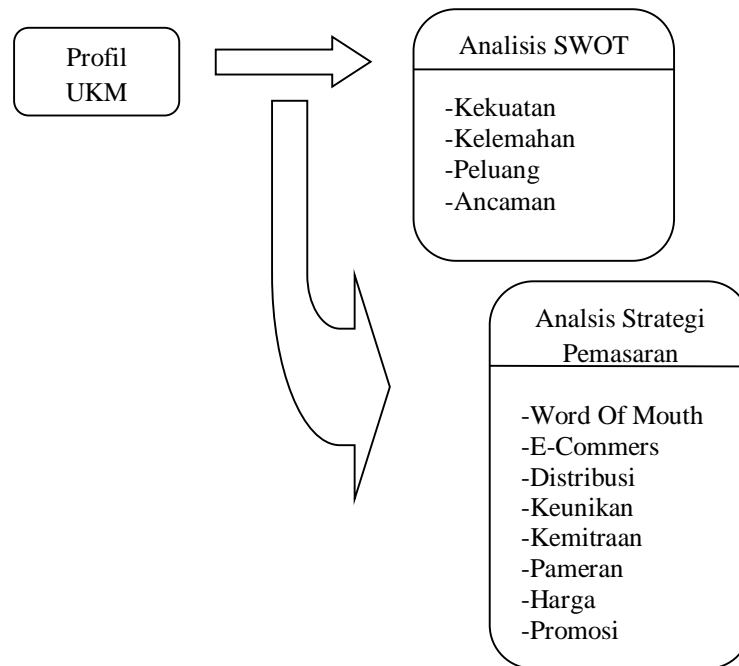 Profil
UKM
Analisis SWOT
-Kekuatan
-Kelemahan
-Peluang
-Ancaman
Analsis Strategi
Pemasaran
-Word Of Mouth
-E-Commers
-Distribusi
-Keunikan
-Kemitraan
-Pameran
-Harga
-Promosi